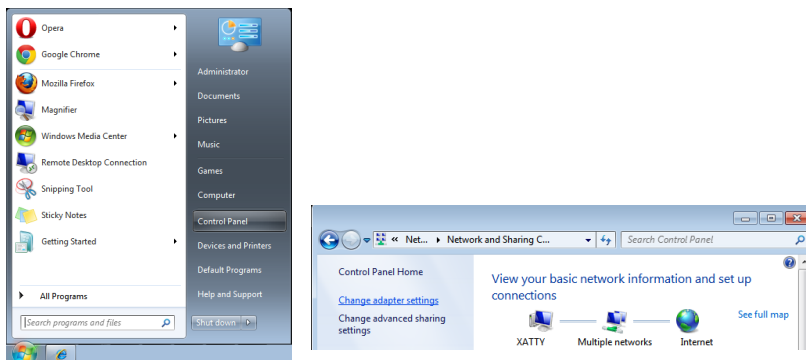 Opera
Google Chrome
Mozilla Firefox
Magnifier
Windows Media Center
Remote Desktop Connection
Snipping Tool
Sticky Notes
Getting Started
All Programs
Search programs and files
Administrator
Documents
Pictures
Music
Games
Computer
Control Panel
Devices and Printers
Default Programs
Help and Support
Shut down
« Net... Network and Sharing C...
Search Control Panel
Control Panel Home
Change adapter settings
Change advanced sharing
settings
View your basic network information and set up
connections
See full map
XATTY Multiple networks Internet